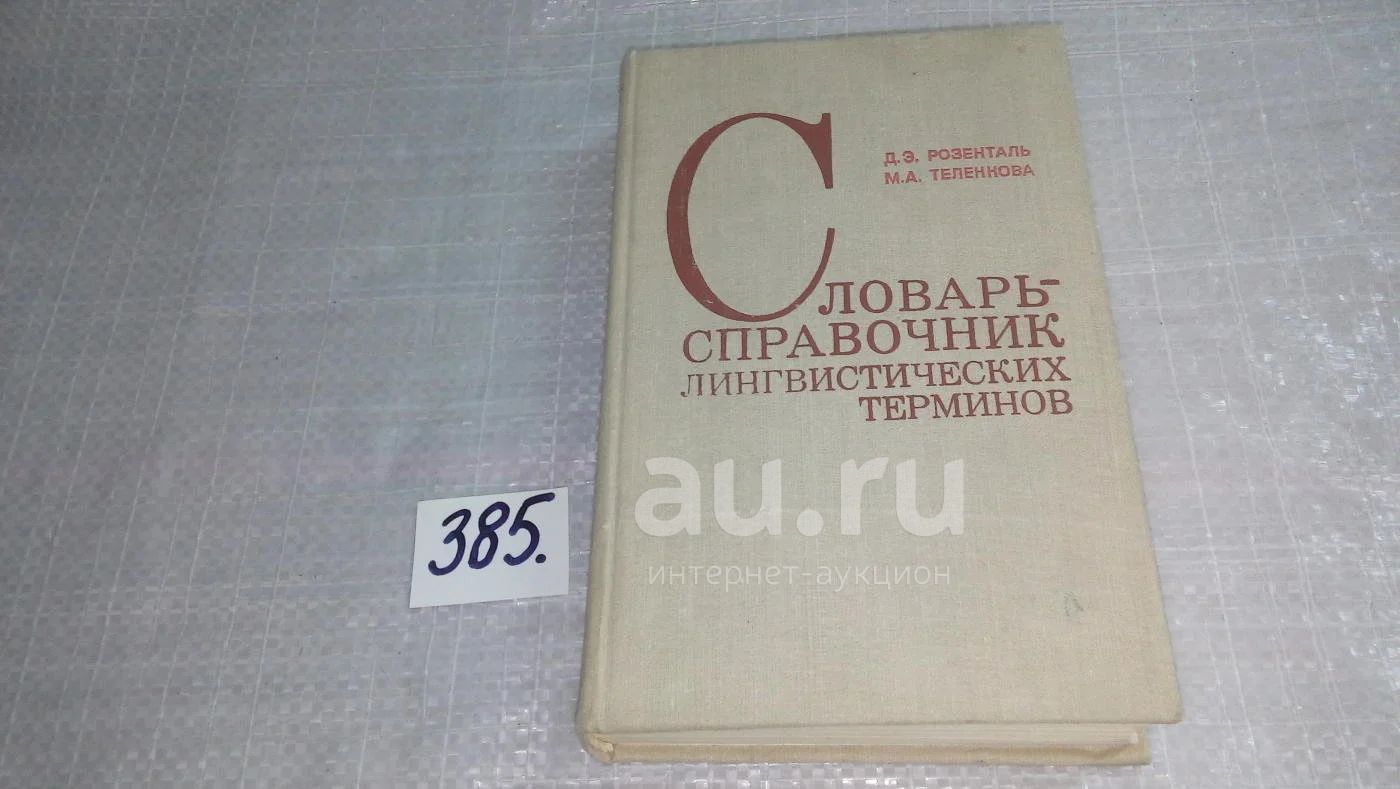 Д.Э. РОЗЕНТАЛЬ
М.А. ТЕЛЕНКОВА
СЛОВАРЬ-
СПРАВОЧНИК
ЛИНГВИСТИЧЕСКИХ
ТЕРМИНОВ
385.
au.ru
интернет-аукцион